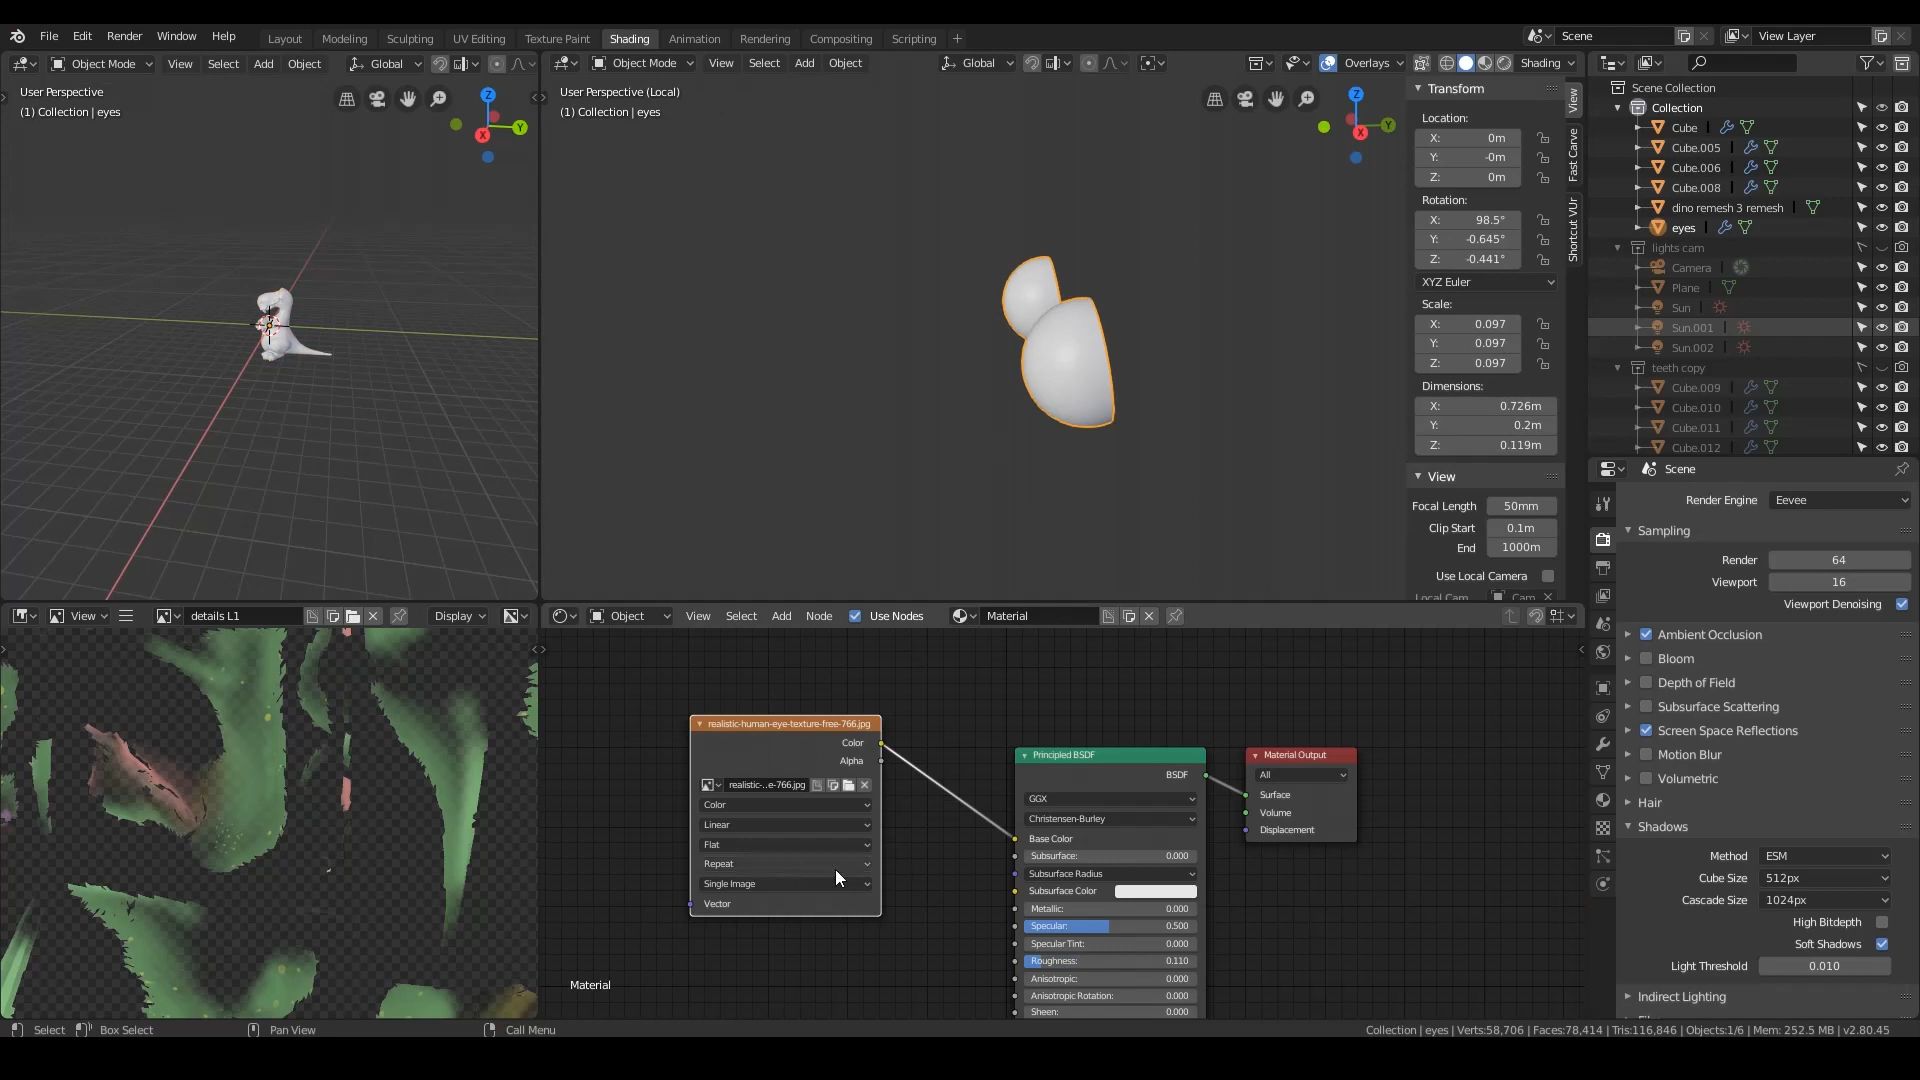 File Edit Render Window Help Layout Modeling Sculpting UV Editing Texture Paint Shading Animation Rendering Compositing Scripting + Scene View Layer
Object Mode View Select Add Object Global
User Perspective
(1) Collection | eyes
Z
Y
X
Object Mode View Select Add Object Global Overlays Shading
User Perspective (Local)
(1) Collection | eyes
Z
Y
X
Transform
Location:
X: 0m
Y: -0m
Z: 0m
Rotation:
X: 98.5°
Y: -0.645°
Z: -0.441°
XYZ Euler
Scale:
X: 0.097
Y: 0.097
Z: 0.097
Dimensions:
X: 0.726m
Y: 0.2m
Z: 0.119m
View
Focal Length 50mm
Clip Start 0.1m
End 1000m
Use Local Camera
Local Cam Cam
View
Fast Carve
Shortcut VUr
Scene Collection
Collection
Cube
Cube.005
Cube.006
Cube.008
dino remesh 3 remesh
eyes
lights cam
Camera
Plane
Sun
Sun.001
Sun.002
teeth copy
Cube.009
Cube.010
Cube.011
Cube.012
Scene
Render Engine Eevee
Sampling
Render 64
Viewport 16
Viewport Denoising
Ambient Occlusion
Bloom
Depth of Field
Subsurface Scattering
Screen Space Reflections
Motion Blur
Volumetric
Hair
Shadows
Method ESM
Cube Size 512px
Cascade Size 1024px
High Bitdepth
Soft Shadows
Light Threshold 0.010
Indirect Lighting
View details L1 Display
Object View Select Add Node Use Nodes Material
realistic-human-eye-texture-free-766.jpg
Color
Alpha
realistic-..e-766.jpg
Color
Linear
Flat
Repeat
Single Image
Vector
Principled BSDF
BSDF
GGX
Christensen-Burley
Base Color
Subsurface: 0.000
Subsurface Radius
Subsurface Color
Metallic: 0.000
Specular: 0.500
Specular Tint: 0.000
Roughness: 0.110
Anisotropic: 0.000
Anisotropic Rotation: 0.000
Sheen: 0.000
Material Output
All
Surface
Volume
Displacement
Material
Select Box Select Pan View Call Menu Collection | eyes | Verts:58,706 | Faces:78,414 | Tris:116,846 | Objects:1/6 | Mem: 252.5 MB | v2.80.45